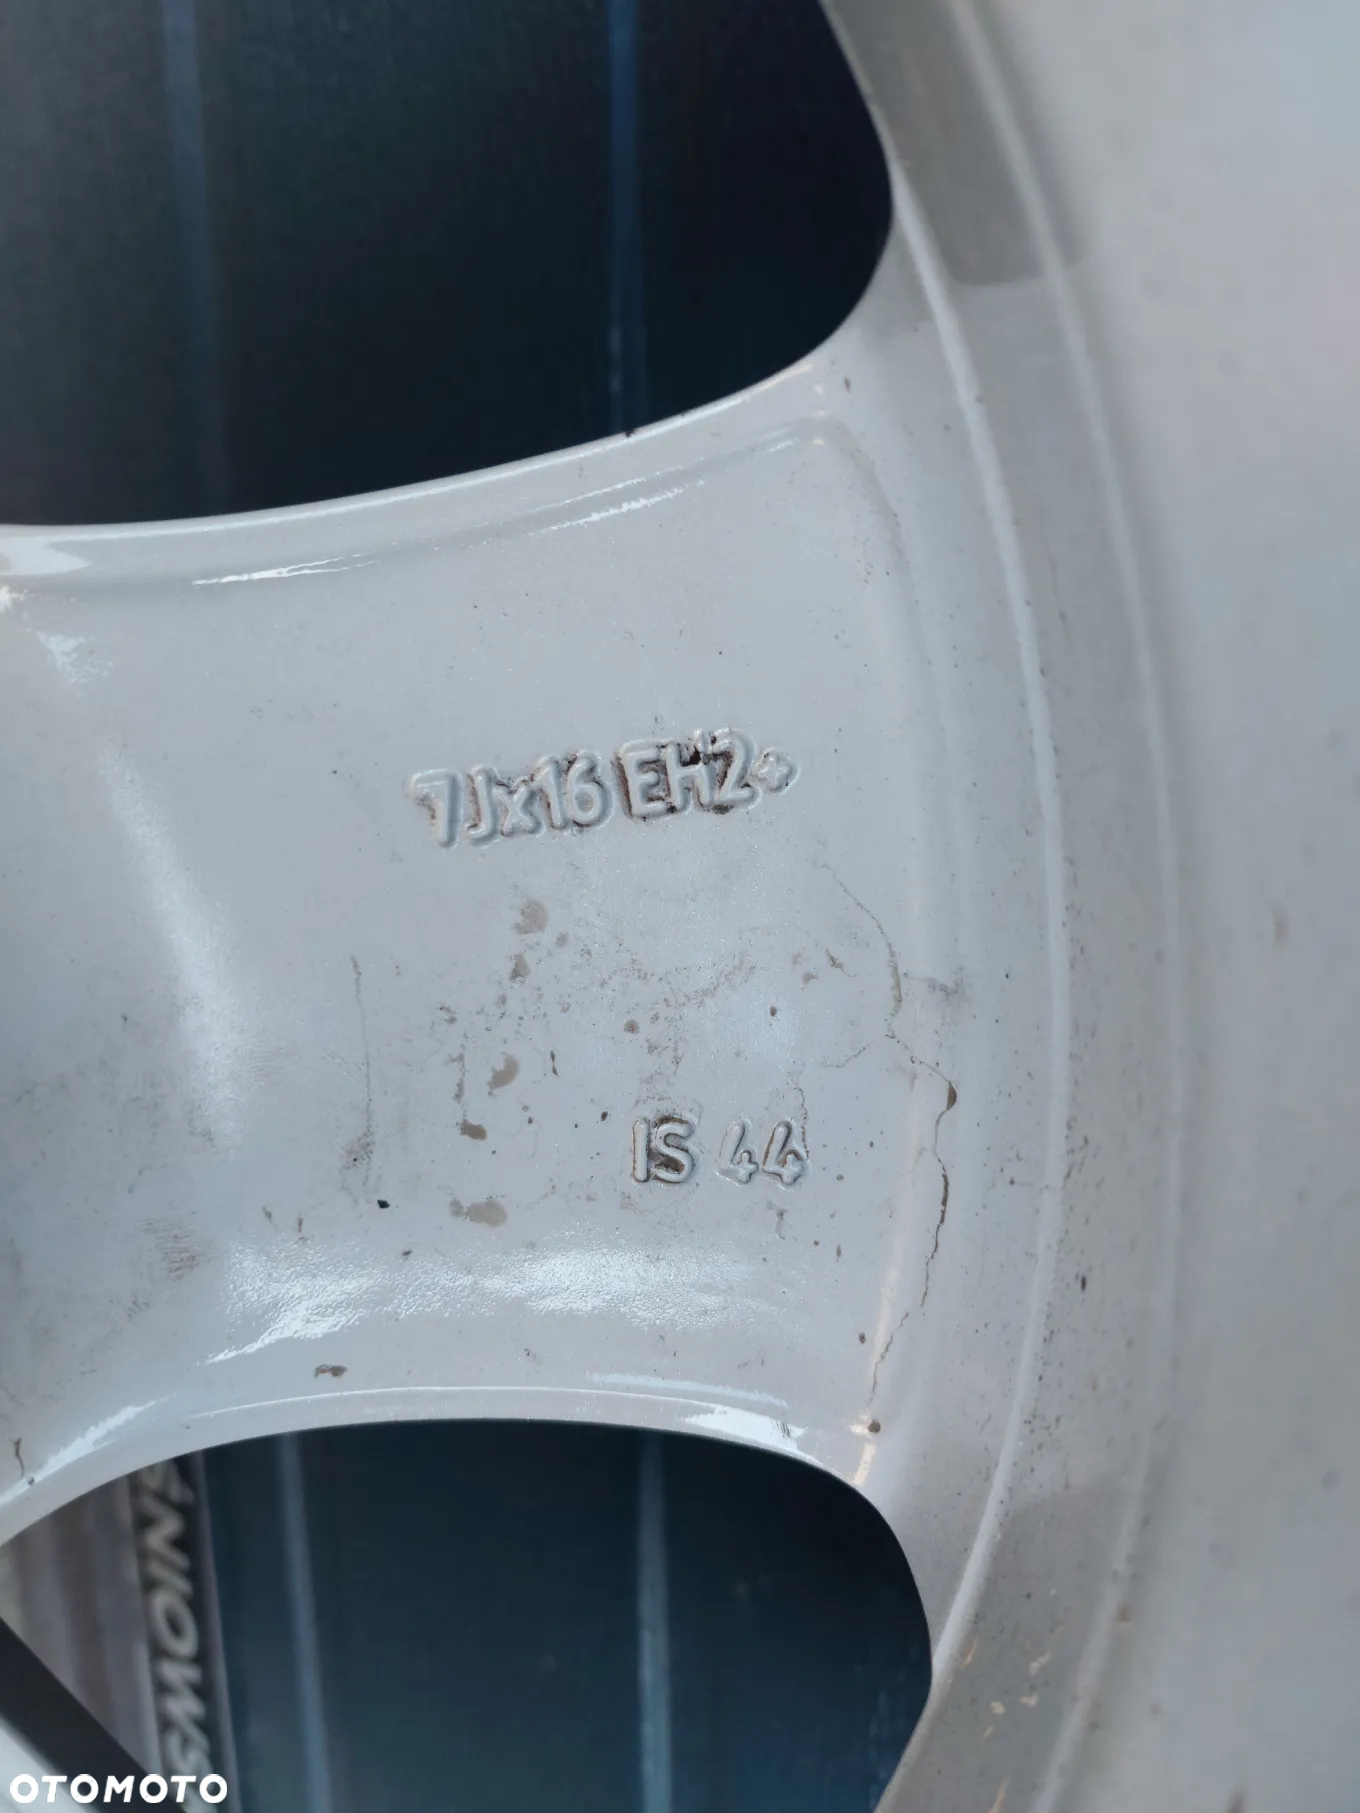 7Jx16 EH2+
IS 44
OTOMOTO